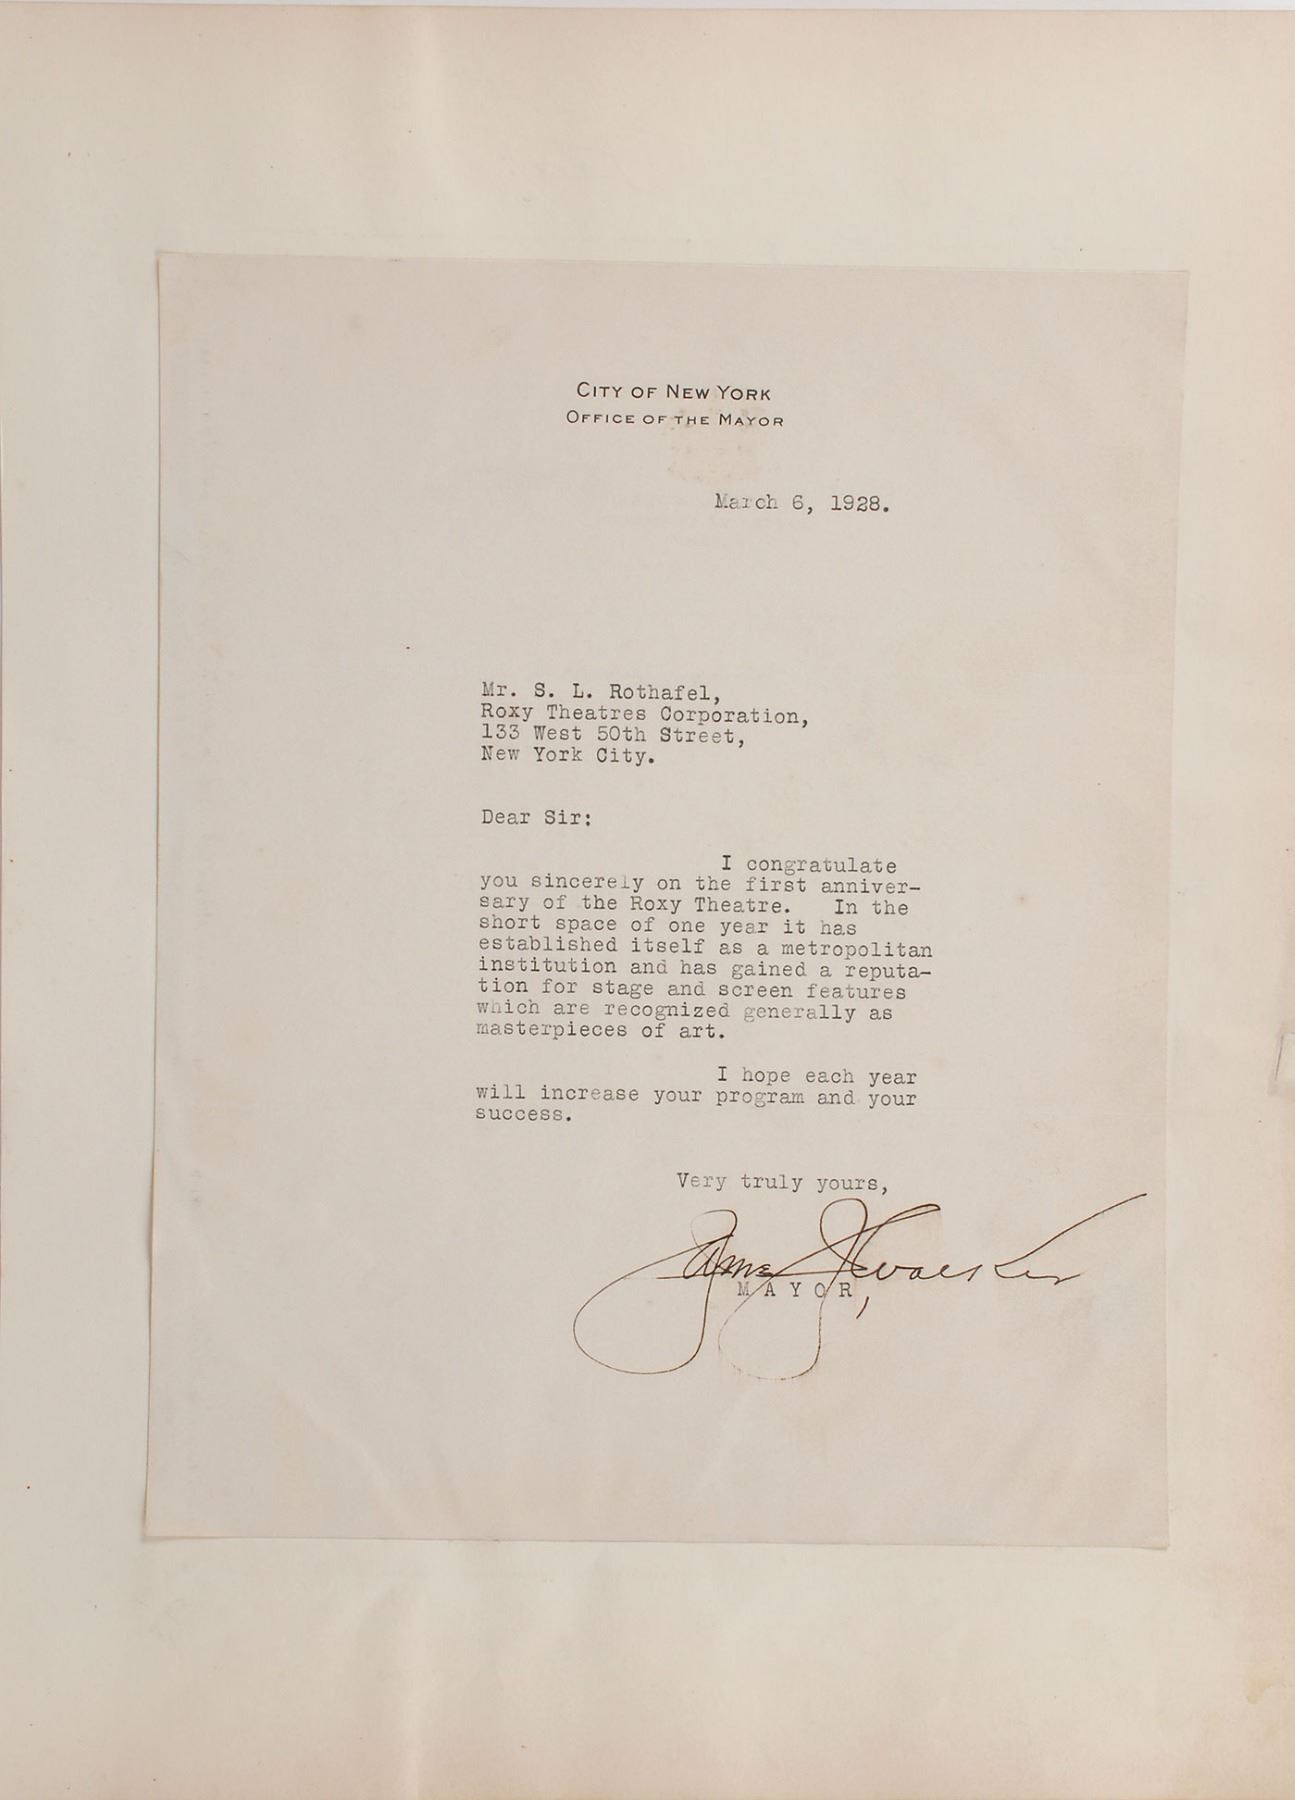 CITY OF NEW YORK
OFFICE OF THE MAYOR
March 6, 1928.
Mr. S. L. Rothafel,
Roxy Theatres Corporation,
133 West 50th Street,
New York City.
Dear Sir:
I congratulate
you sincerely on the first anniver-
sary of the Roxy Theatre. In the
short space of one year it has
established itself as a metropolitan
institution and has gained a reputa-
tion for stage and screen features
which are recognized generally as
masterpieces of art.
I hope each year
will increase your program and your
success.
Very truly yours,
James J Walker
MAYOR,